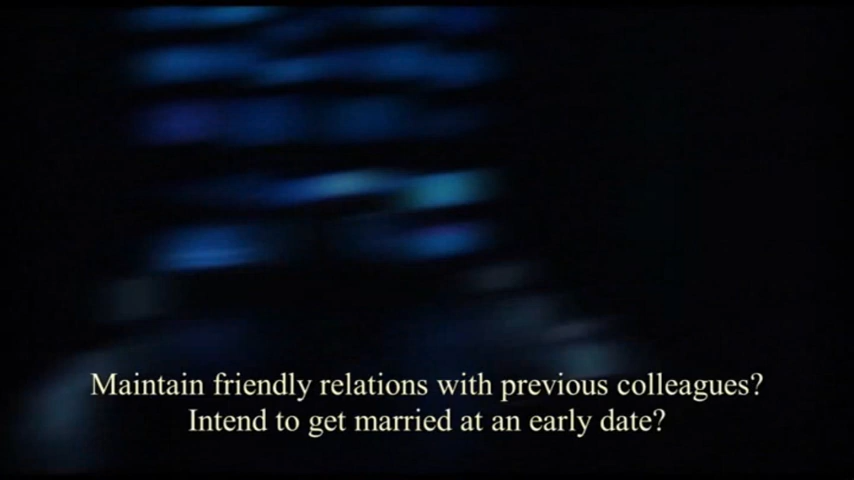 Maintain friendly relations with previous colleagues?
Intend to get married at an early date?